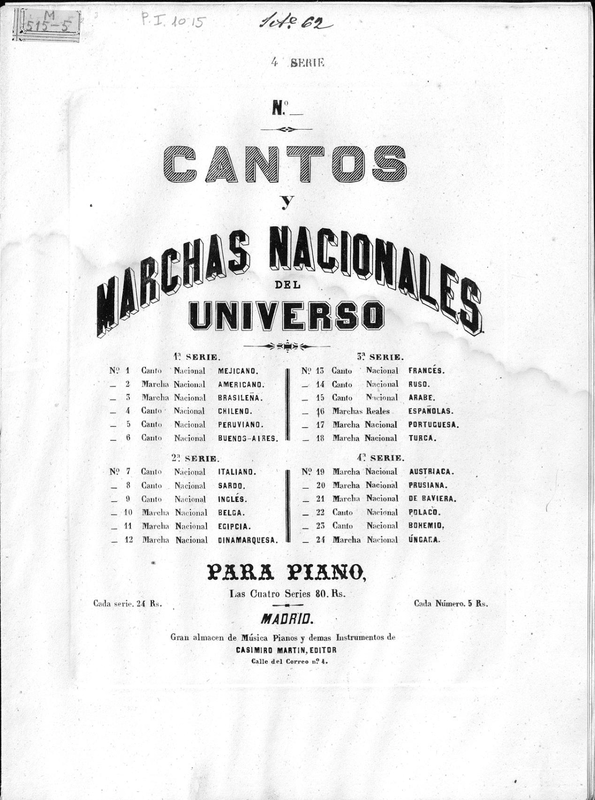 M
515-5
P.I. 1015
62
4 SERIE
N.º
CANTOS
y
MARCHAS NACIONALES
DEL
UNIVERSO
1ª SERIE.
Nº 1 Canto Nacional MEJICANO.
_ 2 Marcha Nacional AMERICANO.
_ 3 Marcha Nacional BRASILEÑA.
_ 4 Canto Nacional CHILENO.
_ 5 Canto Nacional PERUVIANO.
_ 6 Canto Nacional BUENOS-AIRES.
2ª SERIE.
Nº 7 Canto Nacional ITALIANO.
_ 8 Canto Nacional SARDO.
_ 9 Canto Nacional INGLÉS.
_ 10 Marcha Nacional BELGA.
_ 11 Marcha Nacional EGIPCIA.
_ 12 Marcha Nacional DINAMARQUESA.
3ª SERIE.
Nº 13 Canto Nacional FRANCÉS.
_ 14 Canto Nacional RUSO.
_ 15 Canto Nacional ARABE.
_ 16 Marchas Reales ESPAÑOLAS.
_ 17 Marcha Nacional PORTUGUESA.
_ 18 Marcha Nacional TURCA.
4ª SERIE.
Nº 19 Marcha Nacional AUSTRIACA.
_ 20 Marcha Nacional PRUSIANA.
_ 21 Marcha Nacional DE BAVIERA.
_ 22 Canto Nacional POLACO.
_ 23 Canto Nacional BOHEMIO,
_ 24 Marcha Nacional ÚNGARA.
PARA PIANO,
Las Cuatro Series 80. Rs.
Cada serie. 24 Rs.
Cada Número. 5 Rs.
MADRID.
Gran almacen de Música Pianos y demas Instrumentos de
CASIMIRO MARTIN, EDITOR
Calle del Correo nº 4.